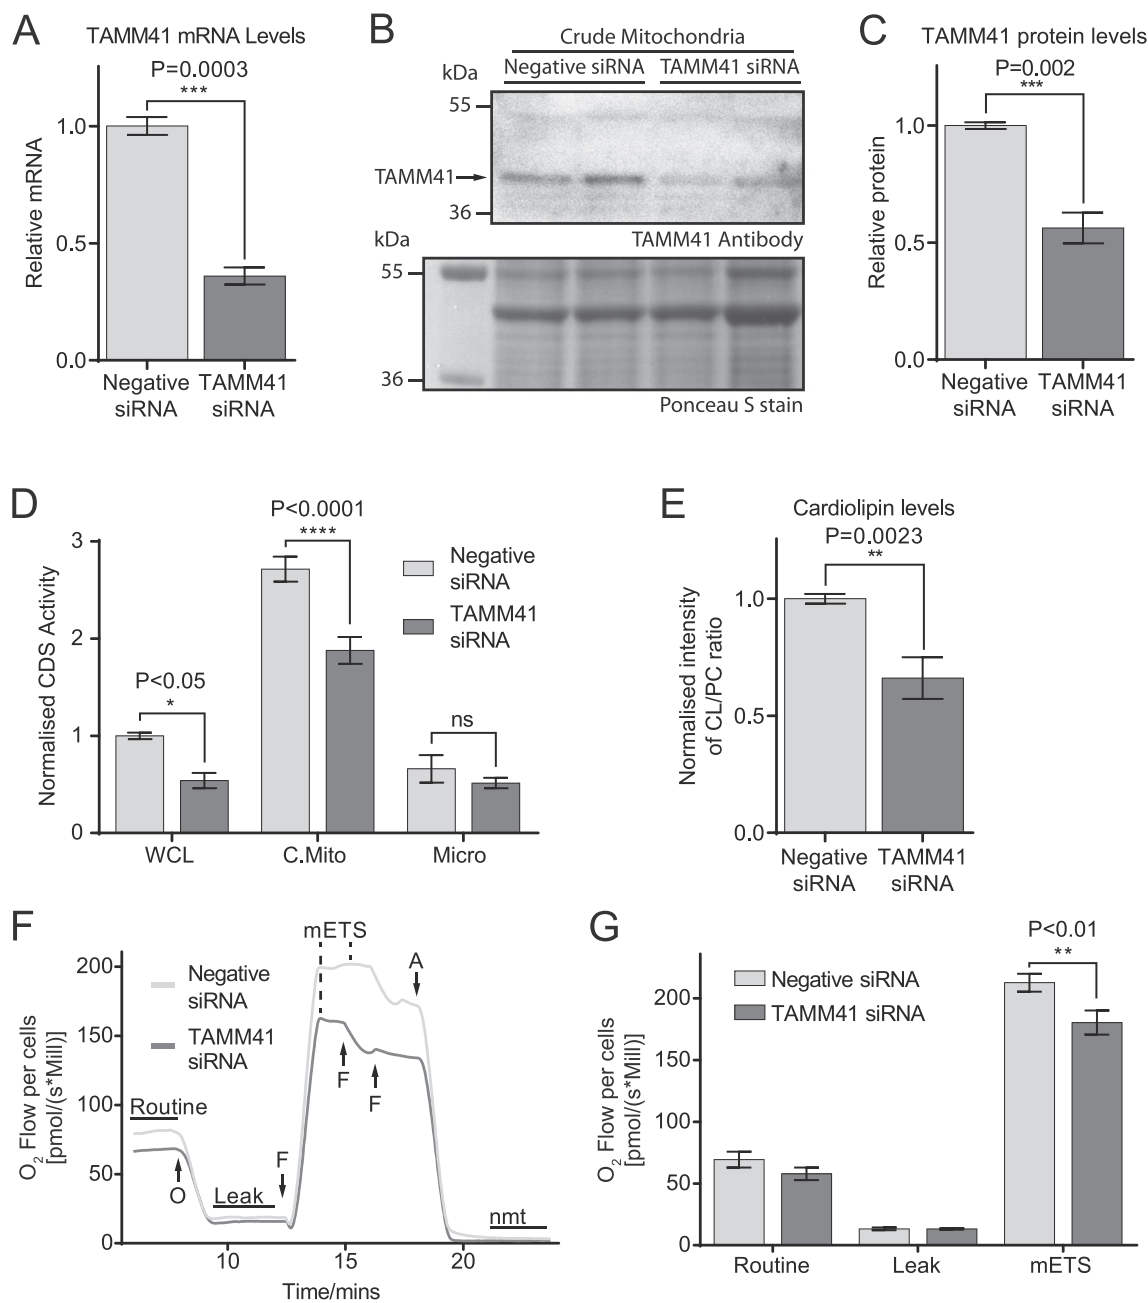 A
TAMM41 mRNA Levels
P=0.0003
***
Relative mRNA
1.0
0.5
0.0
Negative
siRNA
TAMM41
siRNA
B
Crude Mitochondria
Negative siRNA
TAMM41 siRNA
kDa
55
TAMM41
36
TAMM41 Antibody
kDa
55
36
Ponceau S stain
C
TAMM41 protein levels
P=0.002
***
Relative protein
1.0
0.5
0.0
Negative
siRNA
TAMM41
siRNA
D
P<0.0001
****
P<0.05
*
ns
Normalised CDS Activity
3
2
1
0
WCL
C.Mito
Micro
Negative
siRNA
TAMM41
siRNA
E
Cardiolipin levels
P=0.0023
**
Normalised intensity
of CL/PC ratio
1.0
0.5
0.0
Negative
siRNA
TAMM41
siRNA
F
mETS
Negative
siRNA
TAMM41
siRNA
A
F
F
F
O
Routine
Leak
nmt
O2 Flow per cells
[pmol/(s*Mill)]
200
150
100
50
0
10
15
20
Time/mins
G
P<0.01
**
Negative siRNA
TAMM41 siRNA
O2 Flow per cells
[pmol/(s*Mill)]
200
150
100
50
0
Routine
Leak
mETS